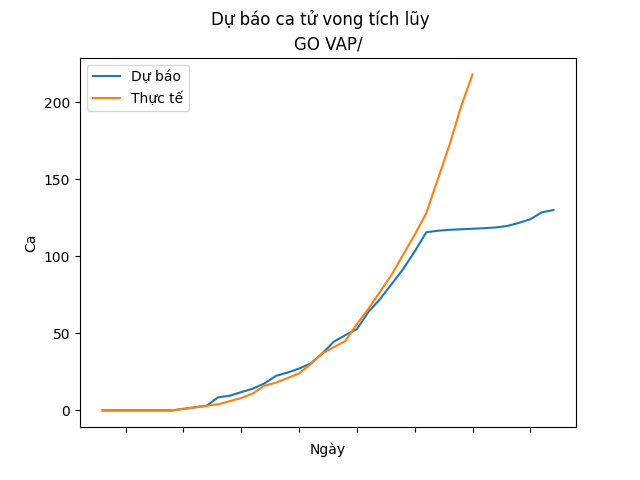 Dự báo ca tử vong tích lũy
GO VAP/
Dự báo
Thực tế
200
150
100
50
0
Ca
Ngày